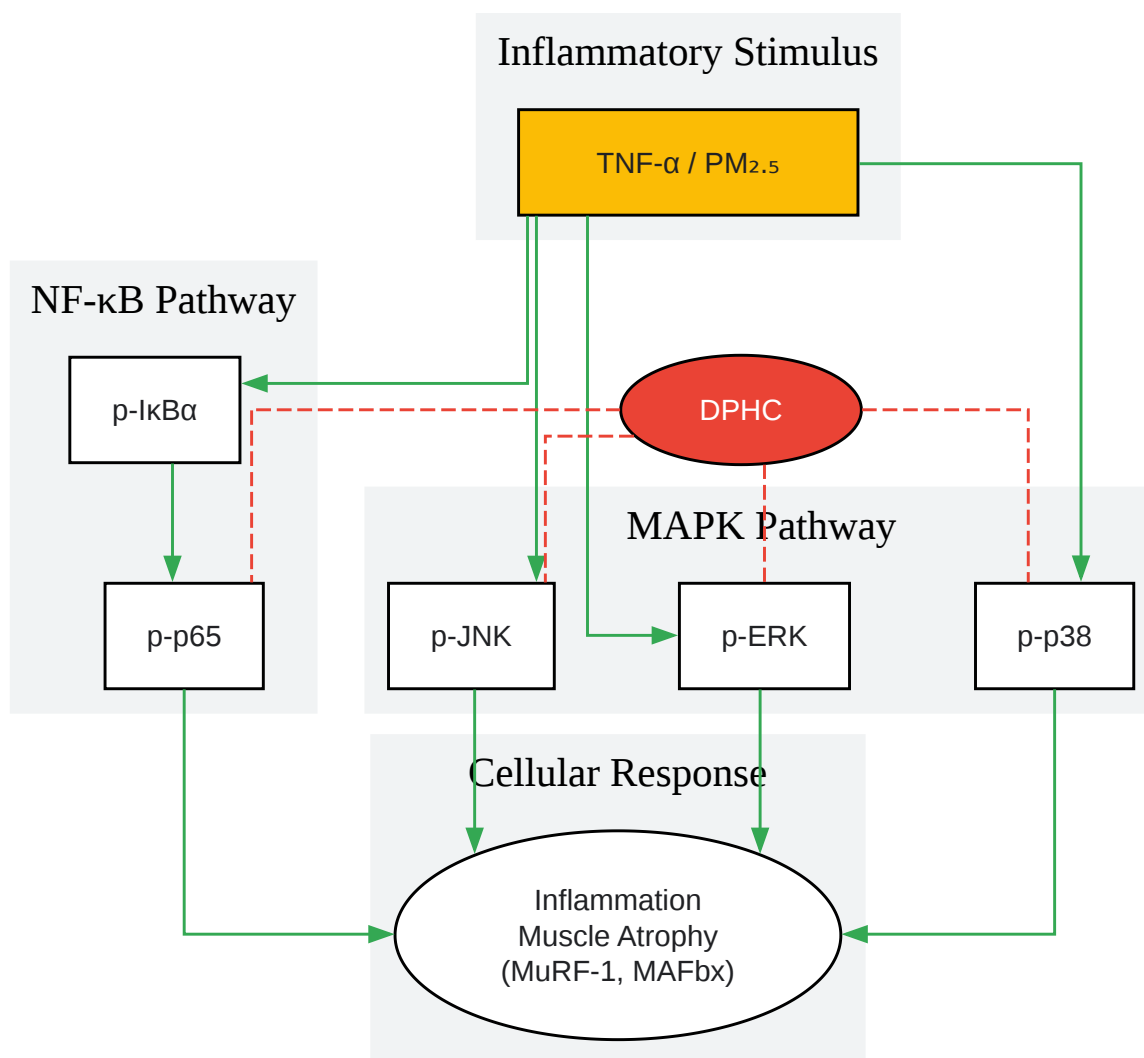 Inflammatory Stimulus
TNF-α / PM₂.₅
NF-κB Pathway
p-IκBα
DPHC
MAPK Pathway
p-p65
p-JNK
p-ERK
p-p38
Cellular Response
Inflammation
Muscle Atrophy
(MuRF-1, MAFbx)